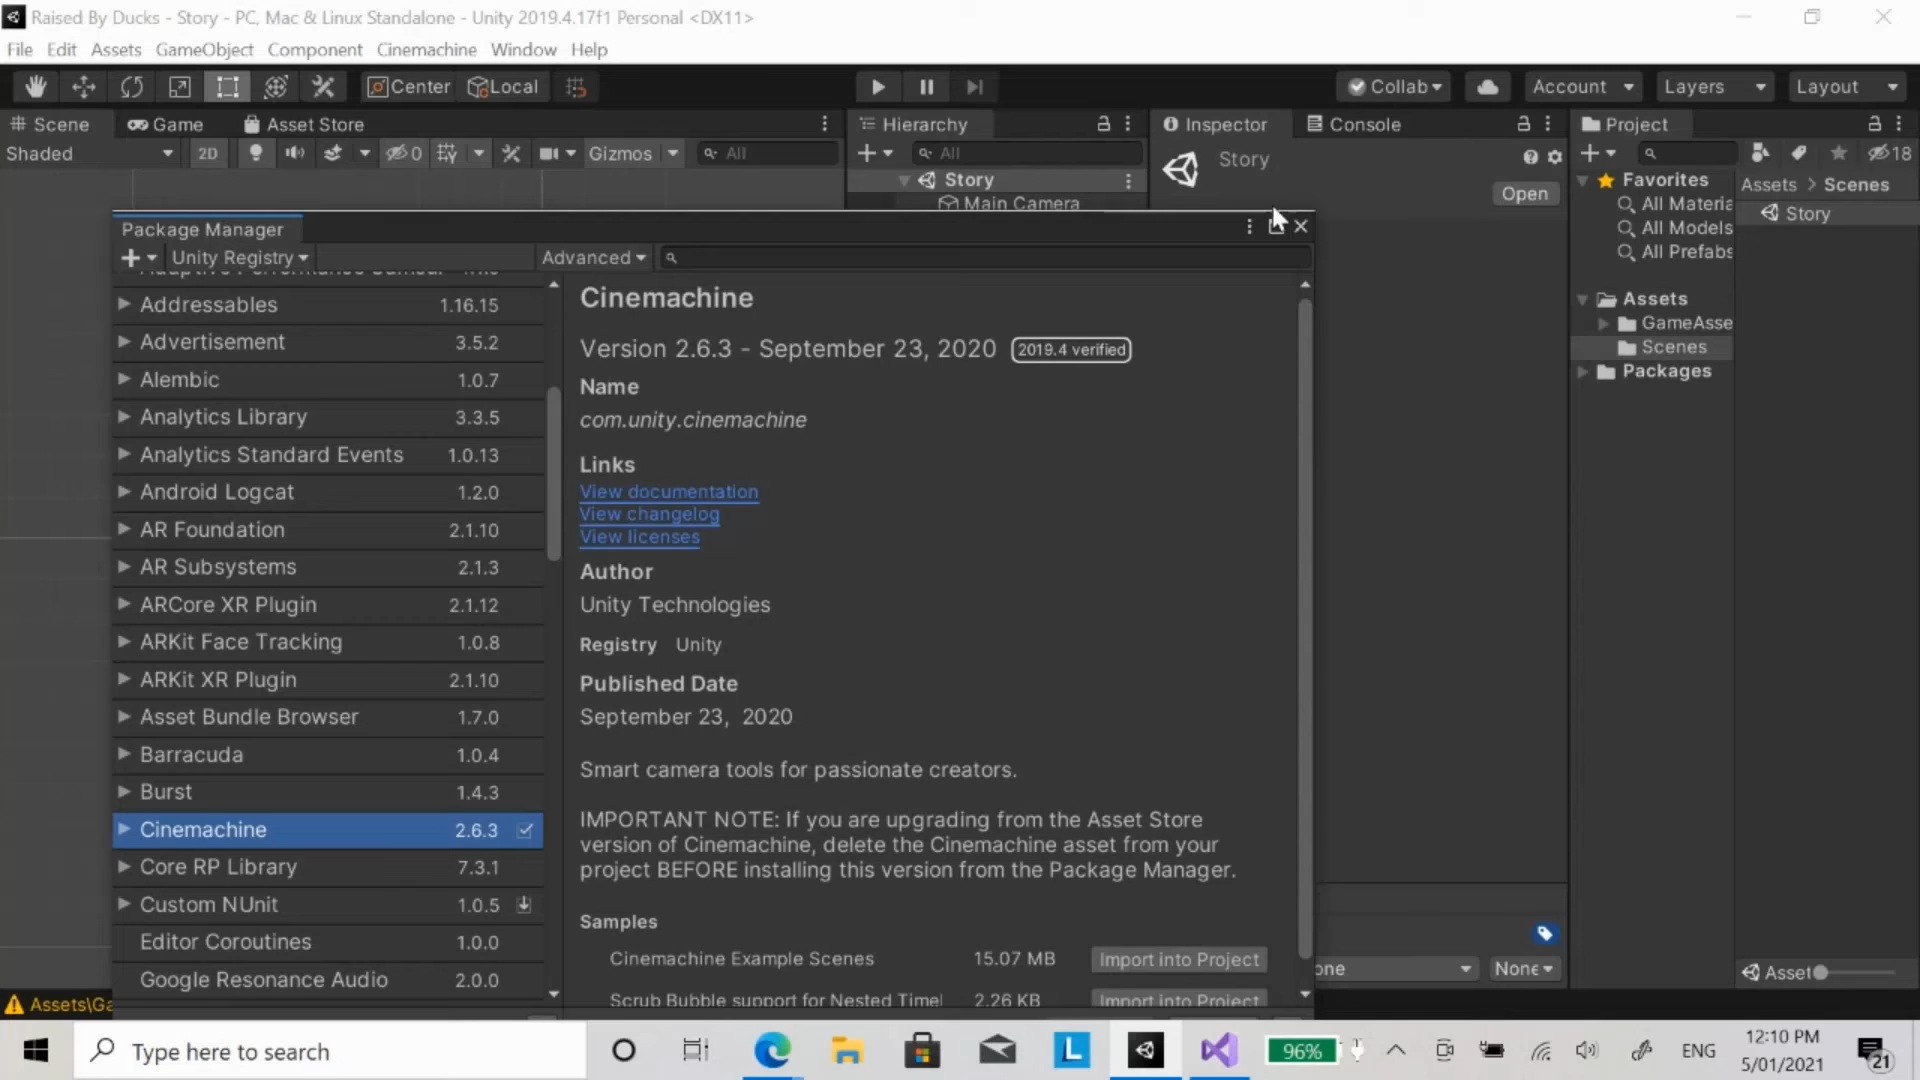 Raised By Ducks - Story - PC, Mac & Linux Standalone - Unity 2019.4.17f1 Personal <DX11>
File Edit Assets GameObject Component Cinemachine Window Help
Center Local Collab Account Layers Layout
Scene Game Asset Store Hierarchy Inspector Console Project
Shaded 2D 0 Gizmos All All Story 18
Open
Story
Main Camera
Favorites
All Materia
All Models
All Prefabs
Assets
GameAsse
Scenes
Packages
Assets > Scenes
Story
Package Manager
Unity Registry Advanced
Addressables 1.16.15
Advertisement 3.5.2
Alembic 1.0.7
Analytics Library 3.3.5
Analytics Standard Events 1.0.13
Android Logcat 1.2.0
AR Foundation 2.1.10
AR Subsystems 2.1.3
ARCore XR Plugin 2.1.12
ARKit Face Tracking 1.0.8
ARKit XR Plugin 2.1.10
Asset Bundle Browser 1.7.0
Barracuda 1.0.4
Burst 1.4.3
Cinemachine 2.6.3
Core RP Library 7.3.1
Custom NUnit 1.0.5
Editor Coroutines 1.0.0
Google Resonance Audio 2.0.0
Cinemachine
Version 2.6.3 - September 23, 2020 2019.4 verified
Name
com.unity.cinemachine
Links
View documentation
View changelog
View licenses
Author
Unity Technologies
Registry Unity
Published Date
September 23, 2020
Smart camera tools for passionate creators.
IMPORTANT NOTE: If you are upgrading from the Asset Store
version of Cinemachine, delete the Cinemachine asset from your
project BEFORE installing this version from the Package Manager.
Samples
Cinemachine Example Scenes 15.07 MB Import into Project
Scrub Bubble support for Nested Timel 2.26 KB Import into Project
one None
Asset
Assets\Ga
Type here to search
L
96%
ENG
12:10 PM
5/01/2021
21